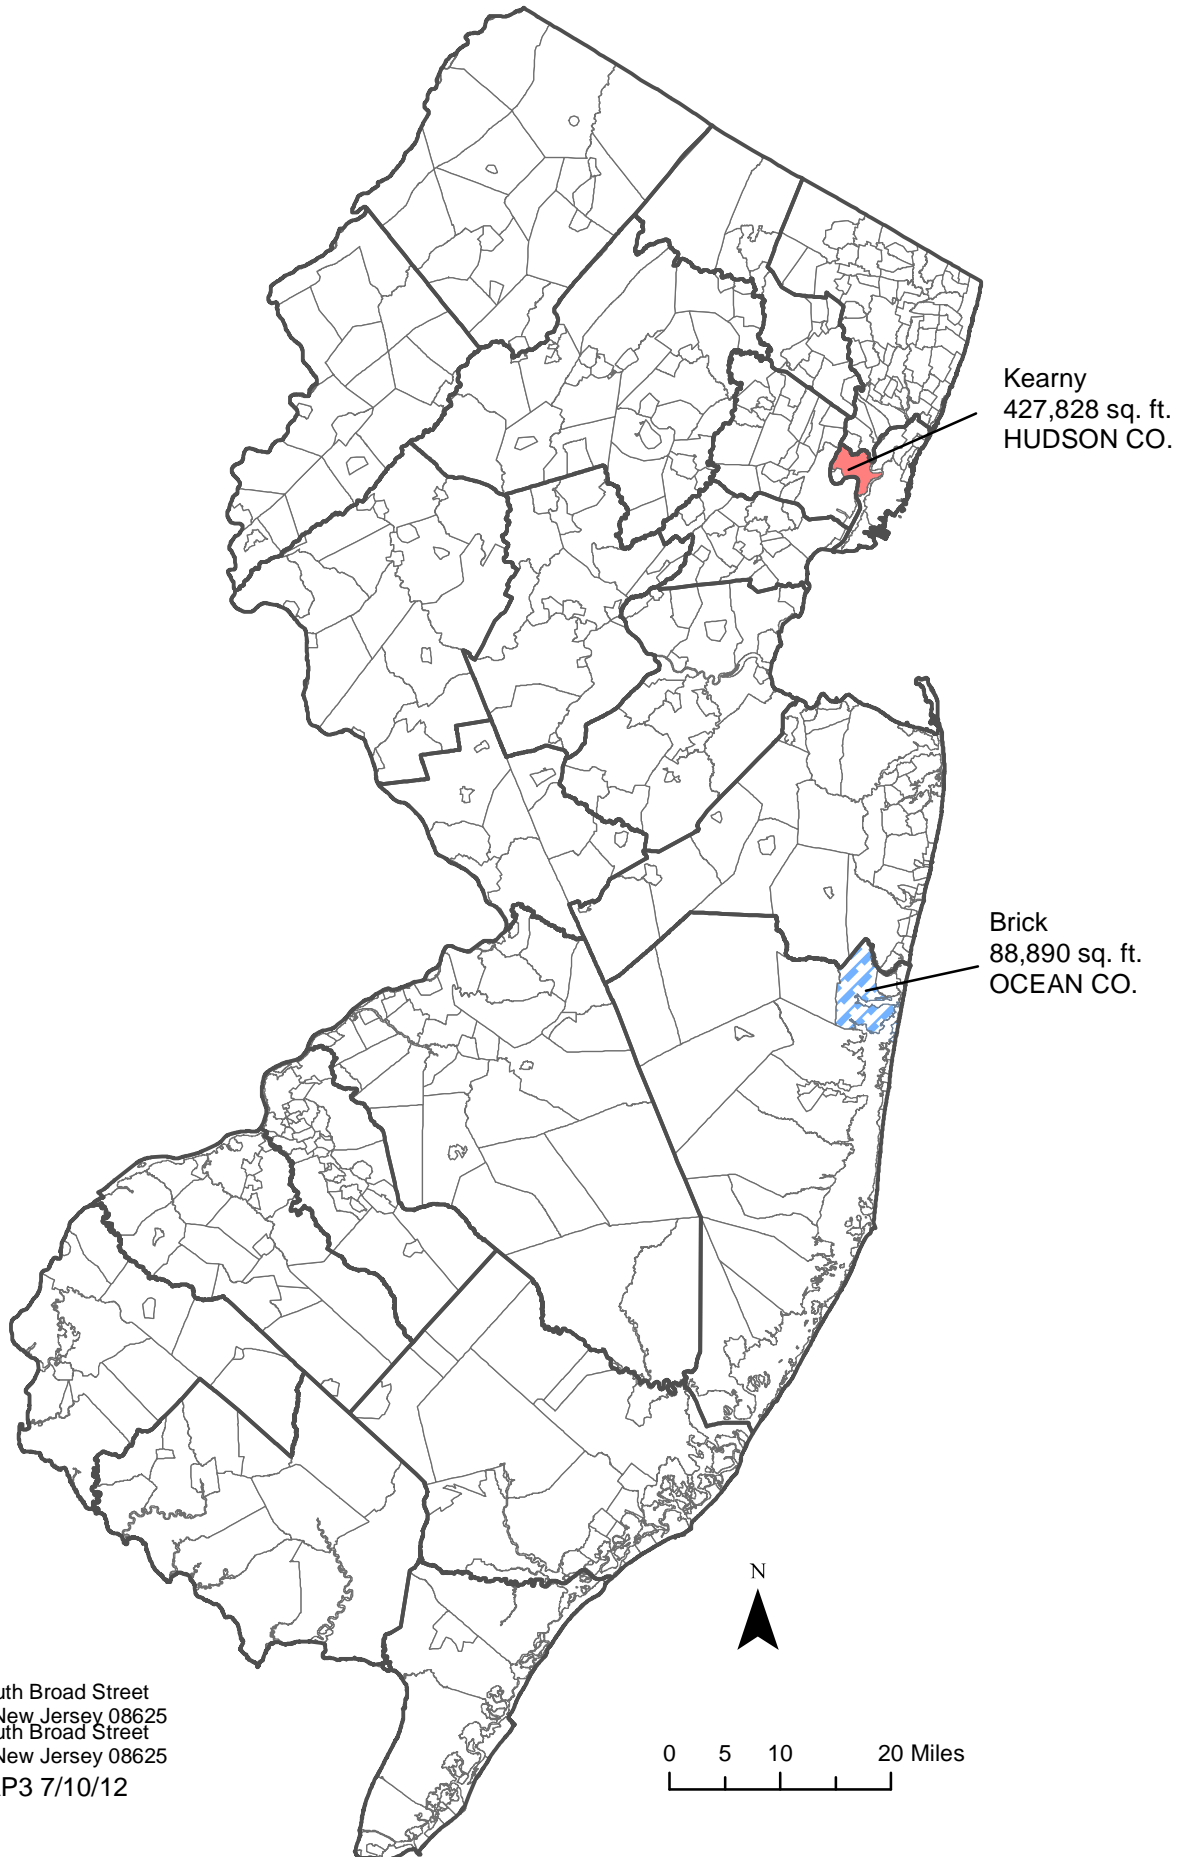 Kearny
427,828 sq. ft.
HUDSON CO.
Brick
88,890 sq. ft.
OCEAN CO.
N
uth Broad Street
New Jersey 08625
uth Broad Street
New Jersey 08625
P3 7/10/12
0 5 10 20 Miles